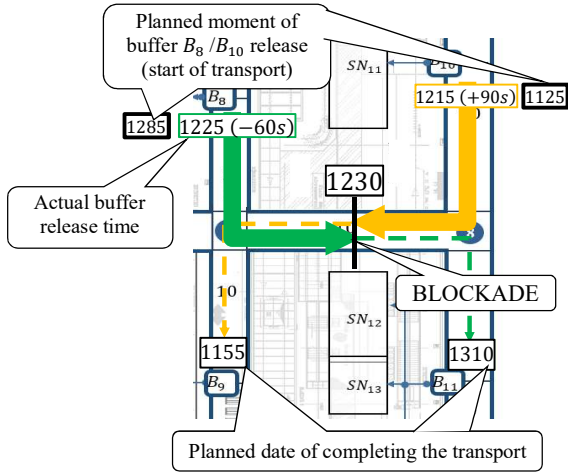 Planned moment of
buffer B₈ /B₁₀ release
(start of transport)
SN₁₁
B₁₀
B₈
1285
1225 (−60s)
1215 (+90s)
1125
0
Actual buffer
release time
1230
8
BLOCKADE
10
SN₁₂
1155
1310
B₉
SN₁₃
B₁₁
Planned date of completing the transport